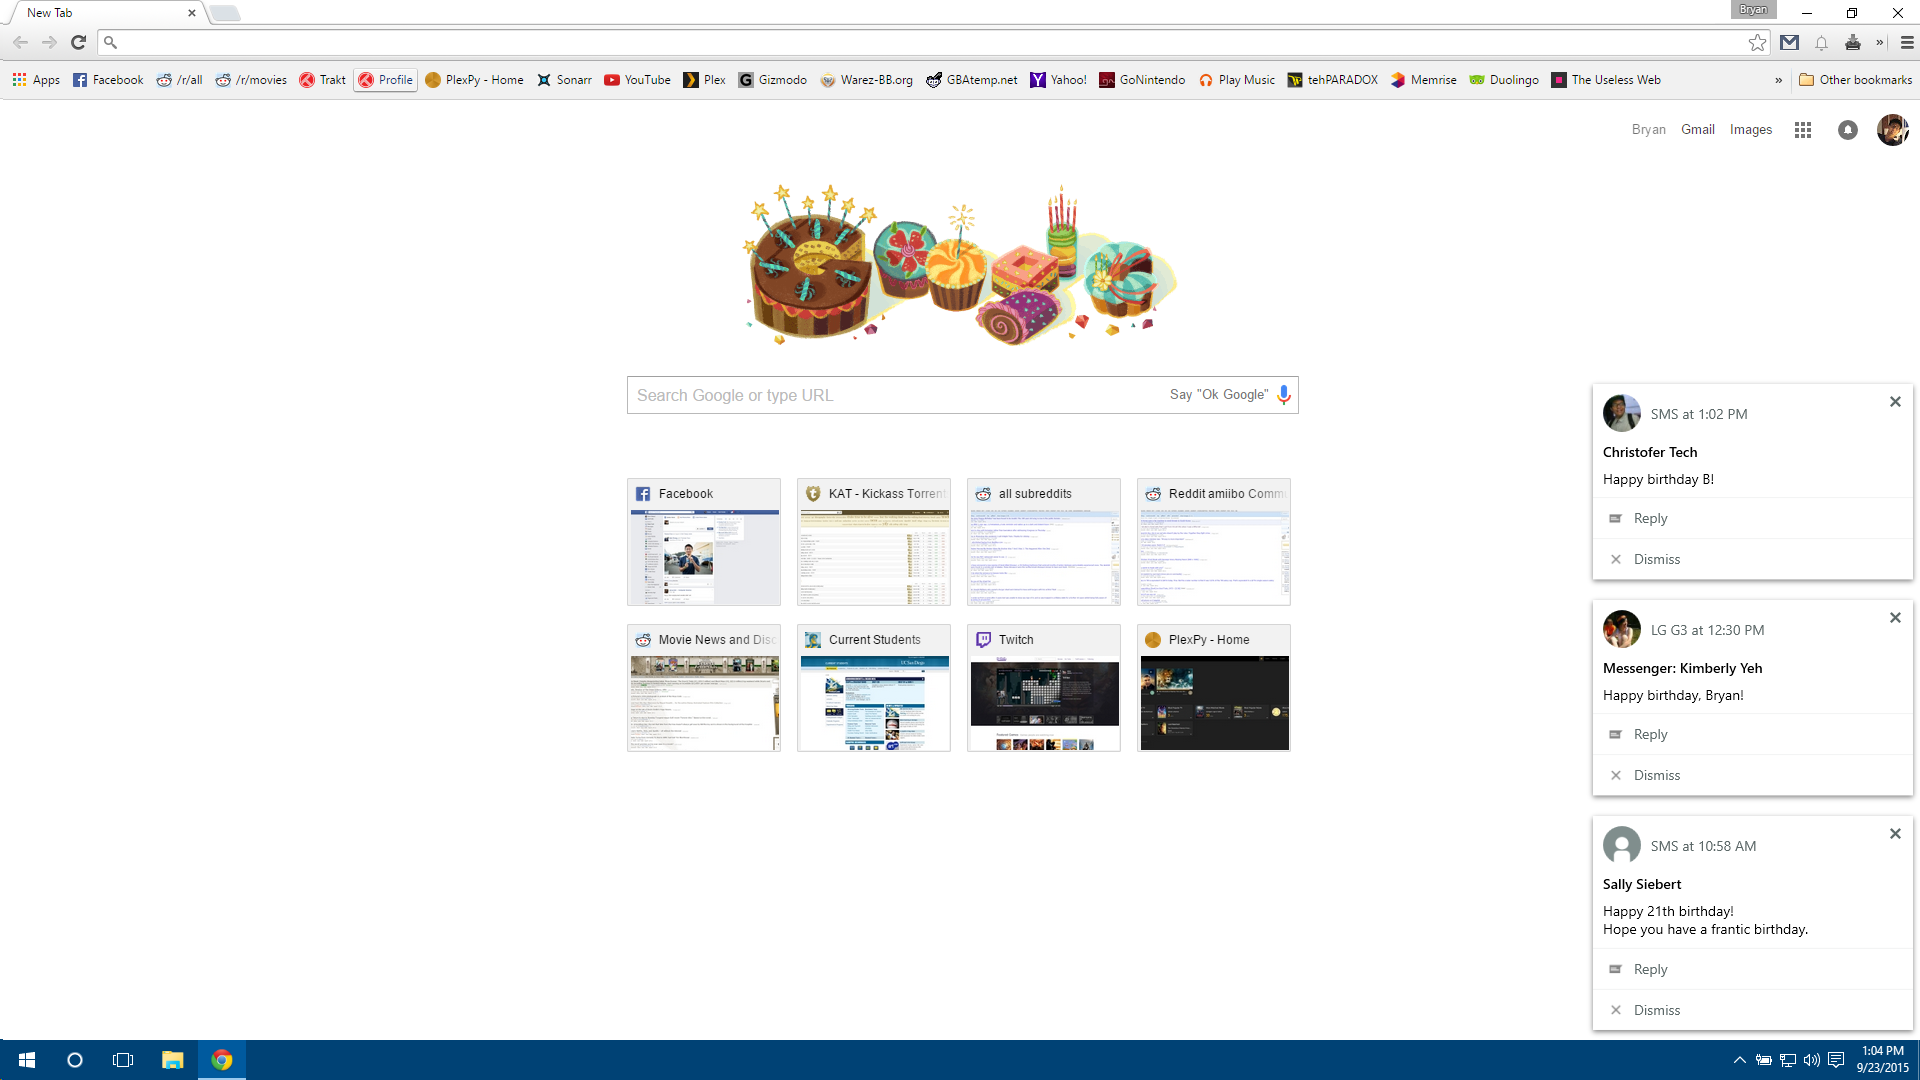 New Tab
Bryan
Apps
Facebook
/r/all
/r/movies
Trakt
Profile
PlexPy - Home
Sonarr
YouTube
Plex
Gizmodo
Warez-BB.org
GBAtemp.net
Yahoo!
GoNintendo
Play Music
tehPARADOX
Memrise
Duolingo
The Useless Web
»
Other bookmarks
Bryan
Gmail
Images
Search Google or type URL
Say "Ok Google"
Facebook
KAT - Kickass Torrent
all subreddits
Reddit amiibo Comm
Movie News and Disc
Current Students
Twitch
PlexPy - Home
SMS at 1:02 PM
Christofer Tech
Happy birthday B!
Reply
Dismiss
LG G3 at 12:30 PM
Messenger: Kimberly Yeh
Happy birthday, Bryan!
Reply
Dismiss
SMS at 10:58 AM
Sally Siebert
Happy 21th birthday!
Hope you have a frantic birthday.
Reply
Dismiss
1:04 PM
9/23/2015